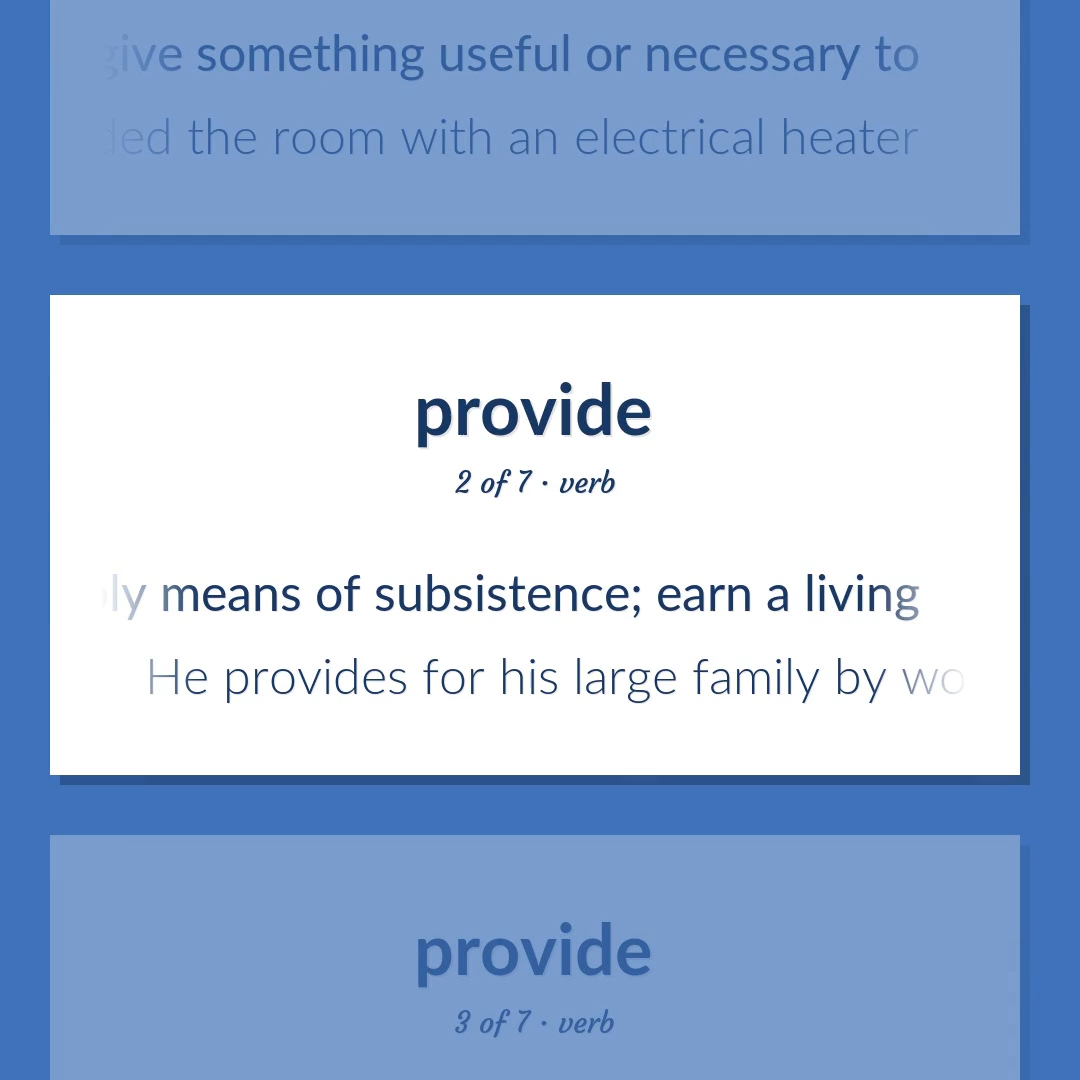 give something useful or necessary to
the room with an electrical heater
provide
2 of 7 · verb
means of subsistence; earn a living
He provides for his large family by
provide
3 of 7 · verb